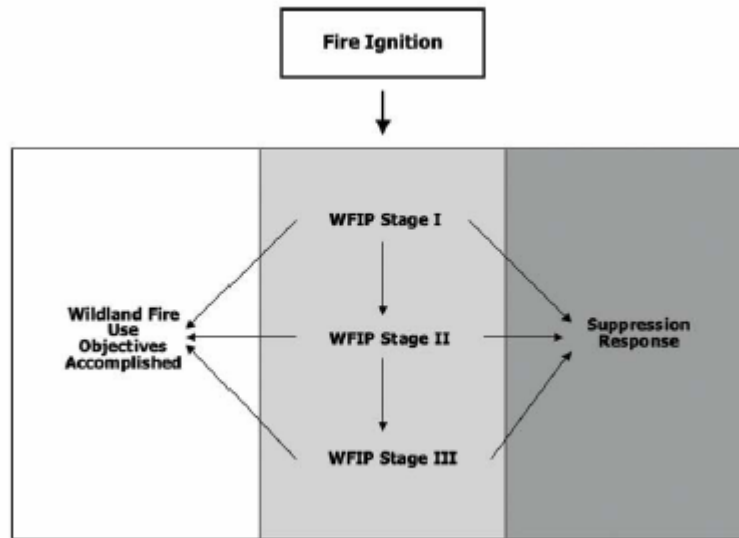 Fire Ignition
WFIP Stage I
Wildland Fire
Use
Objectives
Accomplished
WFIP Stage II
Suppression
Response
WFIP Stage III